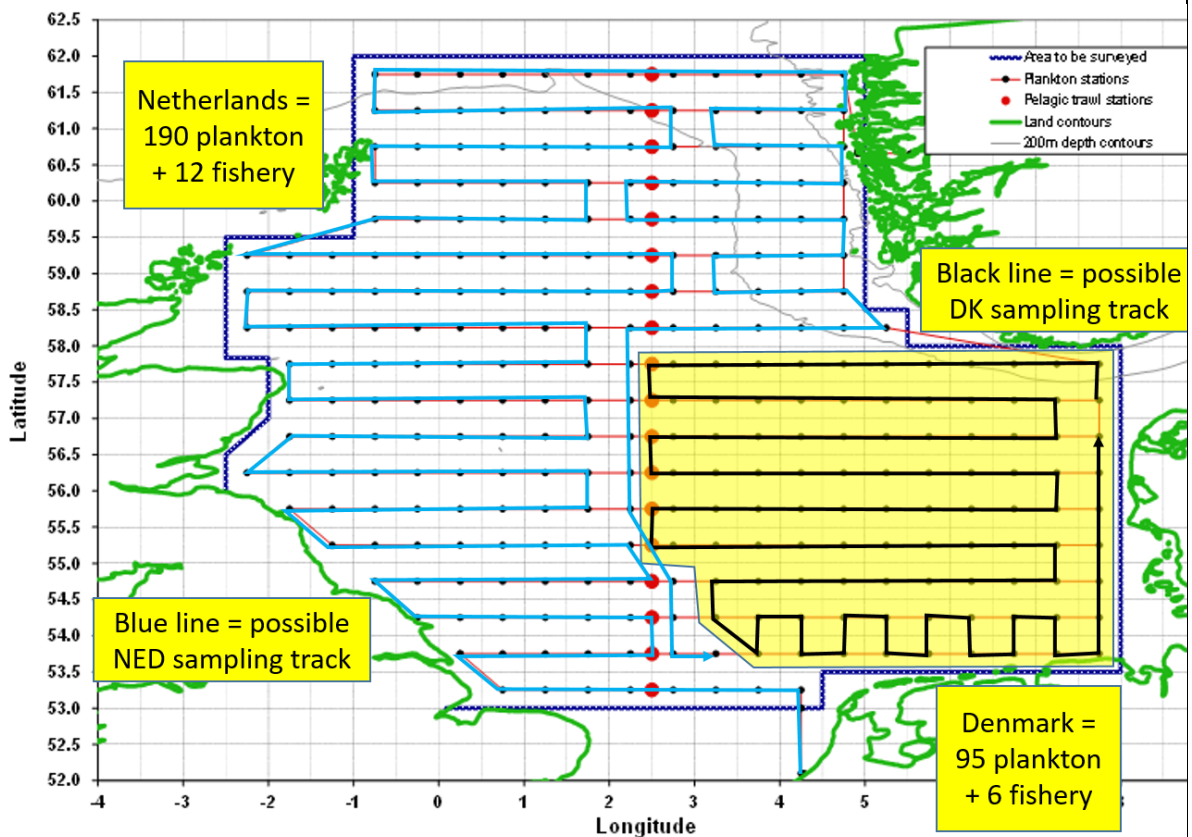 62.5
62.0
61.5
61.0
60.5
60.0
59.5
59.0
58.5
58.0
57.5
57.0
56.5
56.0
55.5
55.0
54.5
54.0
53.5
53.0
52.5
52.0
Latitude
Netherlands =
190 plankton
+ 12 fishery
Area to be surveyed
Plankton stations
Pelagic trawl stations
Land contours
200m depth contours
Black line = possible
DK sampling track
Blue line = possible
NED sampling track
Denmark =
95 plankton
+ 6 fishery
-4 -3 -2 -1 0 1 2 3 4 5 8
Longitude